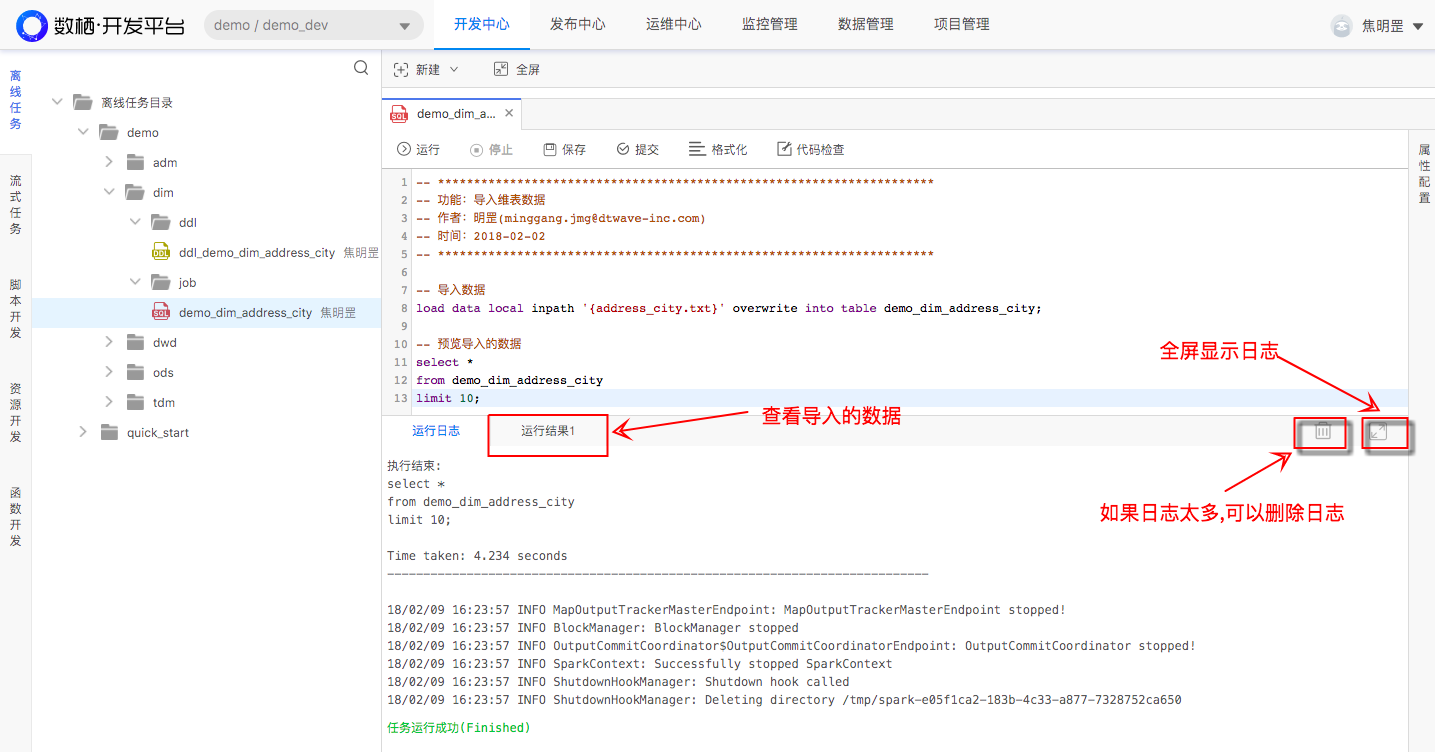 数栖·开发平台
demo / demo_dev
开发中心
发布中心
运维中心
监控管理
数据管理
项目管理
焦明罡
离线任务
流式任务
脚本开发
资源开发
函数开发
离线任务目录
demo
adm
dim
ddl
ddl_demo_dim_address_city 焦明罡
job
demo_dim_address_city 焦明罡
dwd
ods
tdm
quick_start
新建
全屏
demo_dim_a...
运行
停止
保存
提交
格式化
代码检查
属性配置
1 -- *********************************************************************
2 -- 功能：导入维表数据
3 -- 作者：明罡(minggang.jmg@dtwave-inc.com)
4 -- 时间：2018-02-02
5 -- *********************************************************************
6
7 -- 导入数据
8 load data local inpath '{address_city.txt}' overwrite into table demo_dim_address_city;
9
10 -- 预览导入的数据
11 select *
12 from demo_dim_address_city
13 limit 10;
全屏显示日志
查看导入的数据
运行日志
运行结果1
如果日志太多,可以删除日志
执行结束:
select *
from demo_dim_address_city
limit 10;
Time taken: 4.234 seconds
---------------------------------------------------------------------------
18/02/09 16:23:57 INFO MapOutputTrackerMasterEndpoint: MapOutputTrackerMasterEndpoint stopped!
18/02/09 16:23:57 INFO BlockManager: BlockManager stopped
18/02/09 16:23:57 INFO OutputCommitCoordinator$OutputCommitCoordinatorEndpoint: OutputCommitCoordinator stopped!
18/02/09 16:23:57 INFO SparkContext: Successfully stopped SparkContext
18/02/09 16:23:57 INFO ShutdownHookManager: Shutdown hook called
18/02/09 16:23:57 INFO ShutdownHookManager: Deleting directory /tmp/spark-e05f1ca2-183b-4c33-a877-7328752ca650
任务运行成功(Finished)